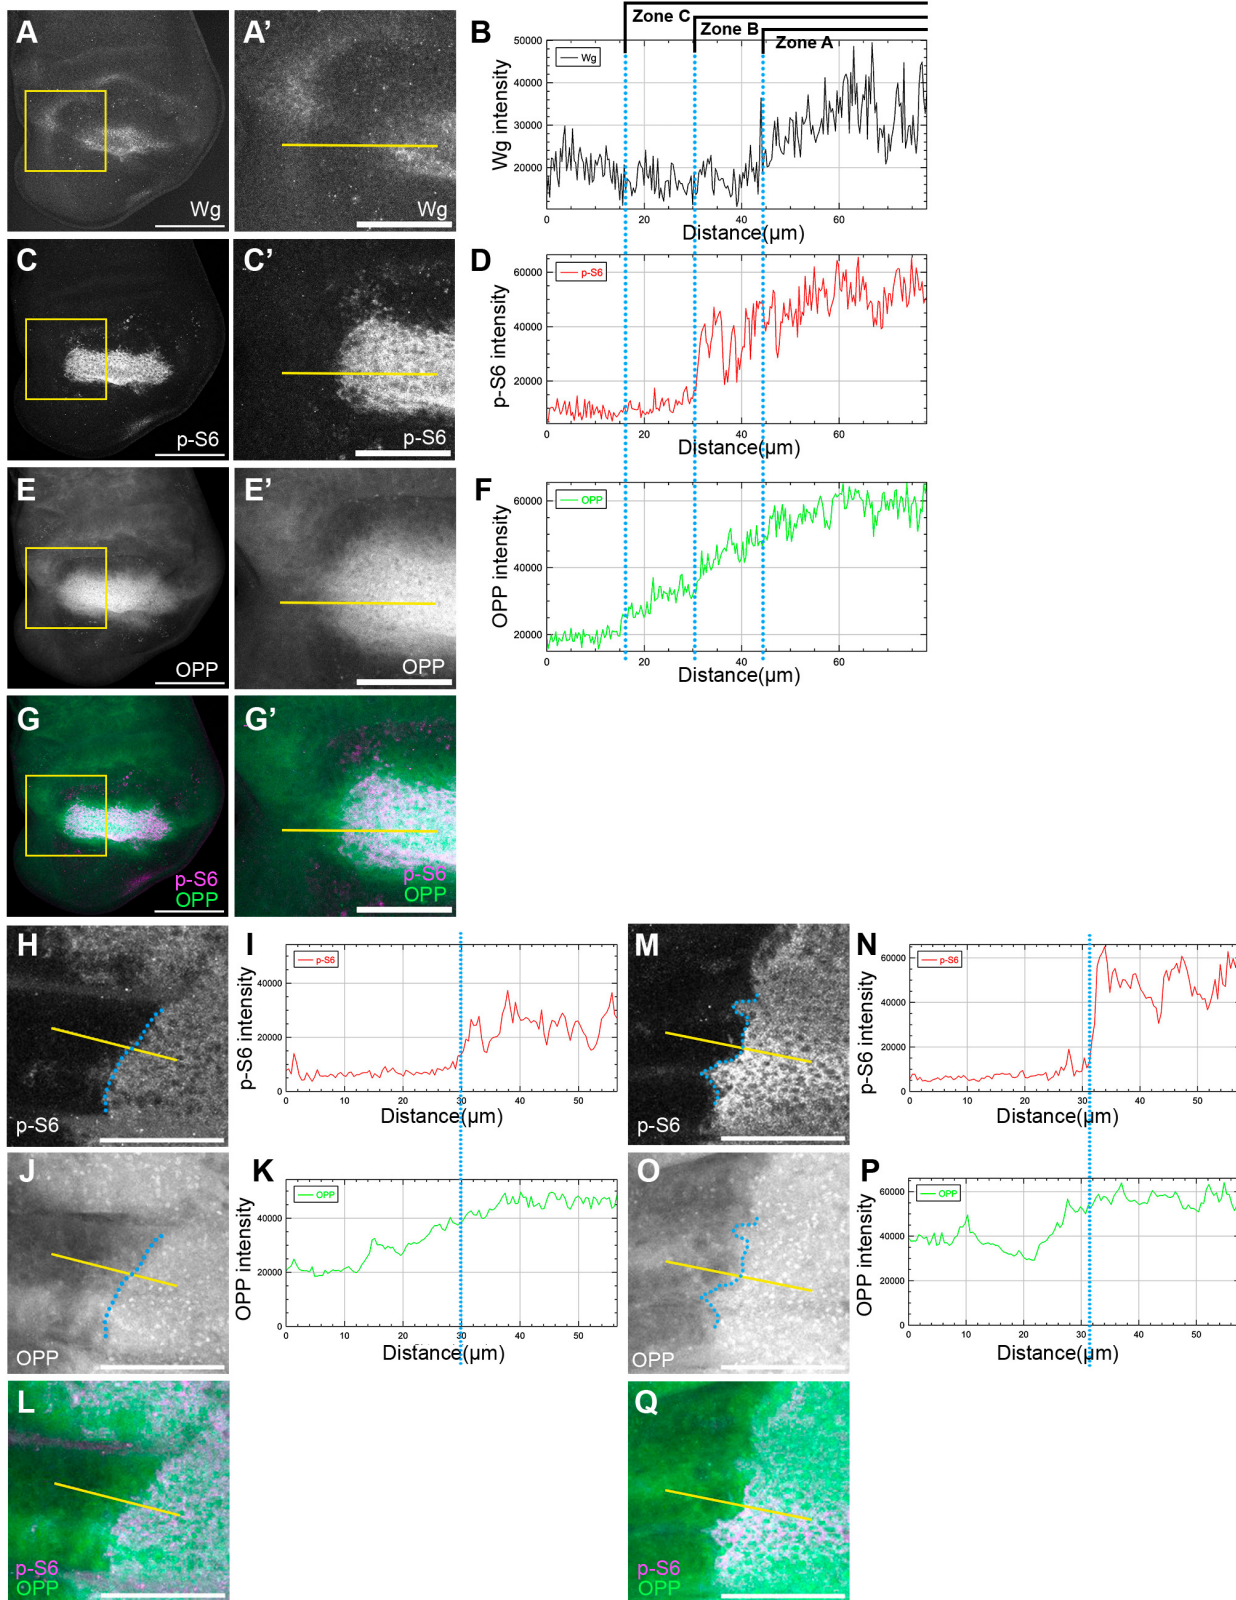 Zone C
Zone B
Zone A
A
Wg
A’
Wg
B
Wg
Wg intensity
50000
40000
30000
20000
0
20
40
60
Distance(μm)
C
p-S6
C’
p-S6
D
p-S6
p-S6 intensity
60000
40000
20000
0
20
40
60
Distance(μm)
E
OPP
E’
OPP
F
OPP
OPP intensity
60000
40000
20000
0
20
40
60
Distance(μm)
G
p-S6
OPP
G’
p-S6
OPP
H
p-S6
I
p-S6
p-S6 intensity
40000
20000
0
0
10
20
30
40
50
Distance(μm)
M
p-S6
N
p-S6
p-S6 intensity
60000
40000
20000
0
0
10
20
30
40
50
Distance(μm)
J
OPP
K
OPP
OPP intensity
40000
20000
0
0
10
20
30
40
50
Distance(μm)
O
OPP
P
OPP
OPP intensity
60000
40000
20000
0
0
10
20
30
40
50
Distance(μm)
L
p-S6
OPP
Q
p-S6
OPP